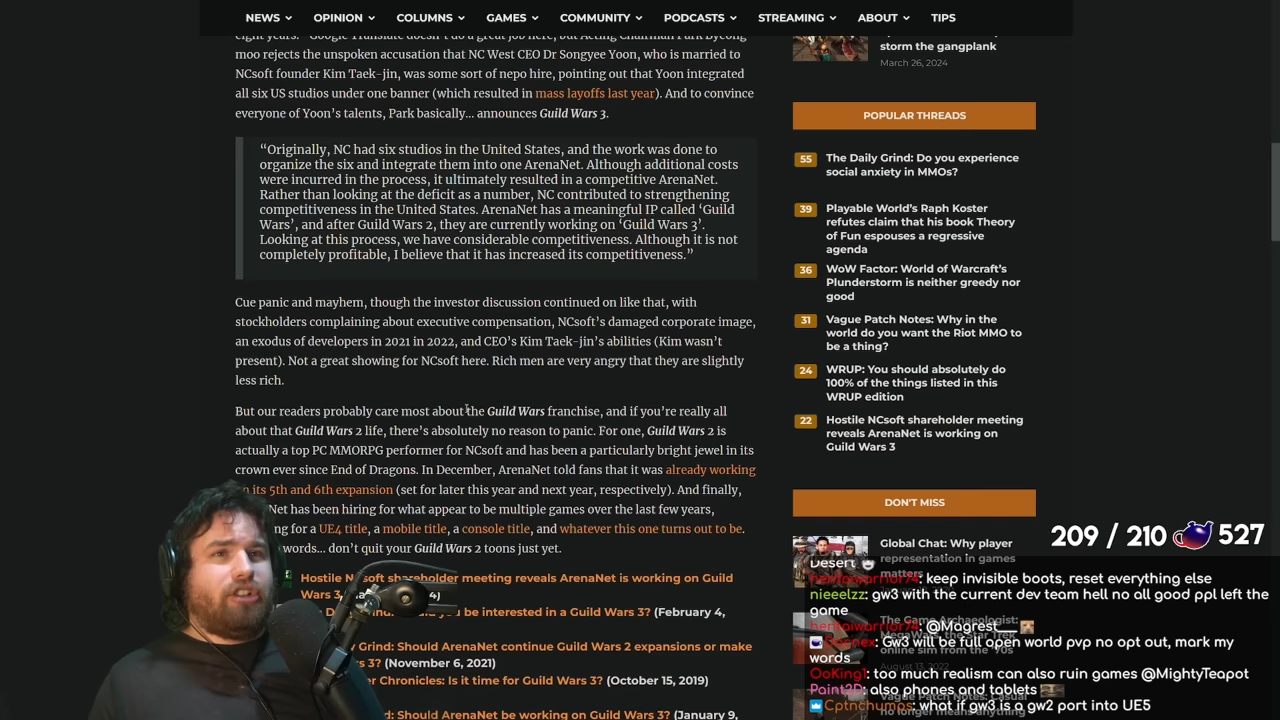 NEWS OPINION COLUMNS GAMES COMMUNITY PODCASTS STREAMING ABOUT TIPS
moo rejects the unspoken accusation that NC West CEO Dr Songyee Yoon, who is married to
NCsoft founder Kim Taek-jin, was some sort of nepo hire, pointing out that Yoon integrated
all six US studios under one banner (which resulted in mass layoffs last year). And to convince
everyone of Yoon's talents, Park basically… announces Guild Wars 3.
“Originally, NC had six studios in the United States, and the work was done to
organize the six and integrate them into one ArenaNet. Although additional costs
were incurred in the process, it ultimately resulted in a competitive ArenaNet.
Rather than looking at the deficit as a number, NC contributed to strengthening
competitiveness in the United States. ArenaNet has a meaningful IP called ‘Guild
Wars’, and after Guild Wars 2, they are currently working on ‘Guild Wars 3’.
Looking at this process, we have considerable competitiveness. Although it is not
completely profitable, I believe that it has increased its competitiveness.”
Cue panic and mayhem, though the investor discussion continued on like that, with
stockholders complaining about executive compensation, NCsoft's damaged corporate image,
an exodus of developers in 2021 in 2022, and CEO's Kim Taek-jin's abilities (Kim wasn't
present). Not a great showing for NCsoft here. Rich men are very angry that they are slightly
less rich.
But our readers probably care most about the Guild Wars franchise, and if you're really all
about that Guild Wars 2 life, there's absolutely no reason to panic. For one, Guild Wars 2 is
actually a top PC MMORPG performer for NCsoft and has been a particularly bright jewel in its
crown ever since End of Dragons. In December, ArenaNet told fans that it was already working
on its 5th and 6th expansion (set for later this year and next year, respectively). And finally,
Net has been hiring for what appear to be multiple games over the last few years,
ng for a UE4 title, a mobile title, a console title, and whatever this one turns out to be.
words… don't quit your Guild Wars 2 toons just yet.
Hostile NCsoft shareholder meeting reveals ArenaNet is working on Guild
Wars 3
be interested in a Guild Wars 3? (February 4,
Grind: Should ArenaNet continue Guild Wars 2 expansions or make
3? (November 6, 2021)
Chronicles: Is it time for Guild Wars 3? (October 15, 2019)
Should ArenaNet be working on Guild Wars 3? (January 9,
storm the gangplank
March 26, 2024
POPULAR THREADS
55 The Daily Grind: Do you experience
social anxiety in MMOs?
39 Playable World's Raph Koster
refutes claim that his book Theory
of Fun espouses a regressive
agenda
36 WoW Factor: World of Warcraft's
Plunderstorm is neither greedy nor
good
31 Vague Patch Notes: Why in the
world do you want the Riot MMO to
be a thing?
24 WRUP: You should absolutely do
100% of the things listed in this
WRUP edition
22 Hostile NCsoft shareholder meeting
reveals ArenaNet is working on
Guild Wars 3
DON'T MISS
Global Chat: Why player
representation in games
matters
209 / 210 527
Desert
hentaiwarrior74: keep invisible boots, reset everything else
nieeelzz: gw3 with the current dev team hell no all good ppl left the
game
hentaiwarrior74: @Magrest__
Gw3 will be full open world pvp no opt out, mark my
words
OoKing1: too much realism can also ruin games @MightyTeapot
Paint2D: also phones and tablets
Cptnchumps: what if gw3 is a gw2 port into UE5